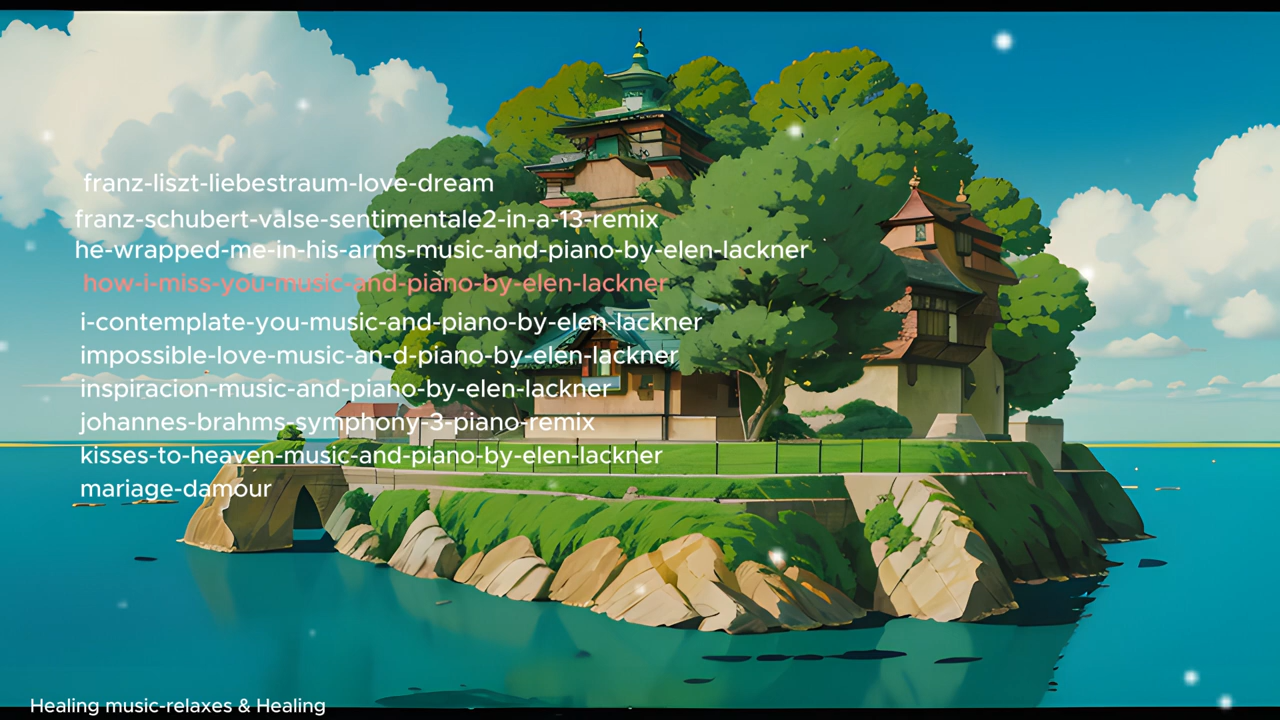 franz-liszt-liebestraum-love-dream
franz-schubert-valse-sentimentale2-in-a-13-remix
he-wrapped-me-in-his-arms-music-and-piano-by-elen-lackner
how-i-miss-you-music-and-piano-by-elen-lackner
i-contemplate-you-music-and-piano-by-elen-lackner
impossible-love-music-an-d-piano-by-elen-lackner
inspiracion-music-and-piano-by-elen-lackner
johannes-brahms-symphony-3-piano-remix
kisses-to-heaven-music-and-piano-by-elen-lackner
mariage-damour
Healing music-relaxes & Healing